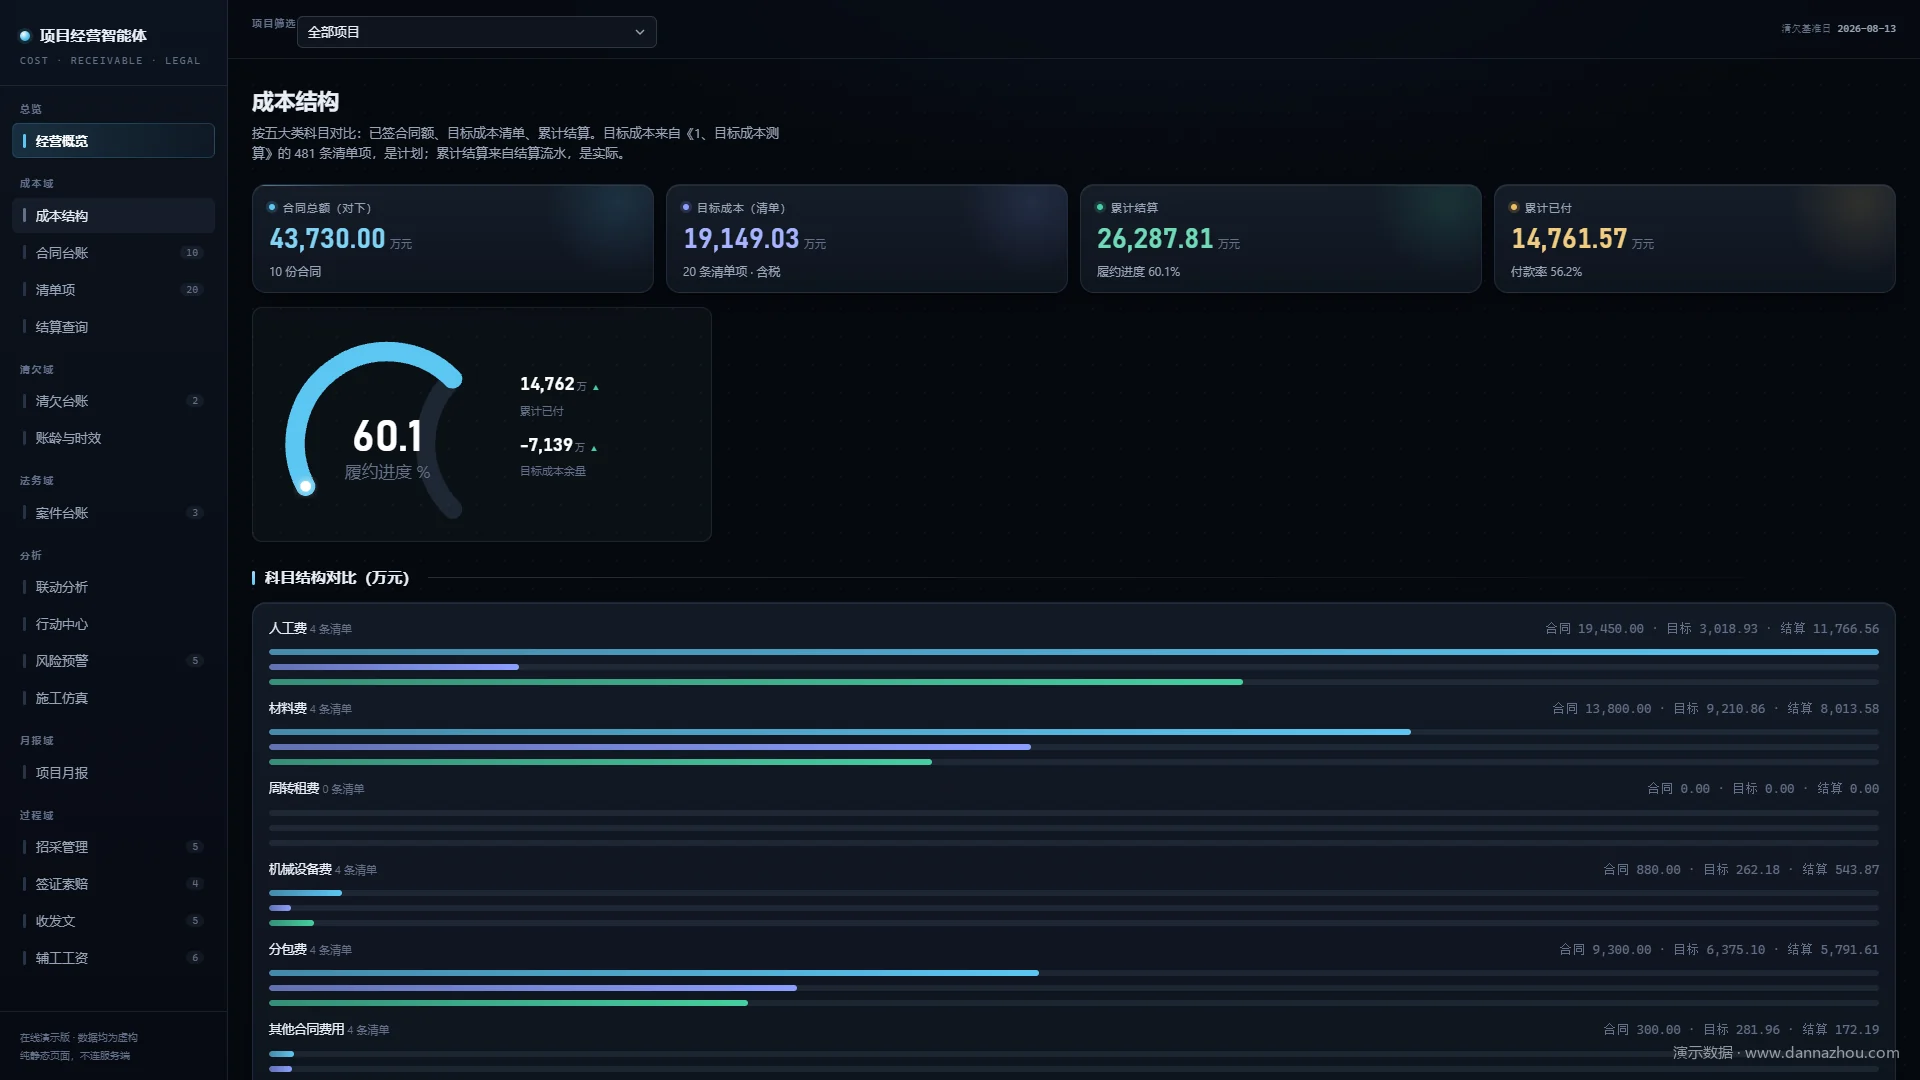 项目经营智能体
COST · RECEIVABLE · LEGAL
总览
经营概览
成本域
成本结构
合同台账 10
清单项 20
结算查询
清欠域
清欠台账 2
账龄与时效
法务域
案件台账 3
分析
联动分析
行动中心
风险预警 5
施工仿真
月报域
项目月报
过程域
招采管理 5
签证索赔 4
收发文 5
辅工工资 6
在线演示版 · 数据均为虚构
纯静态页面，不连服务端
项目筛选 全部项目
清欠基准日 2026-08-13
成本结构
按五大类科目对比：已签合同额、目标成本清单、累计结算。目标成本来自《1、目标成本测
算》的 481 条清单项，是计划；累计结算来自结算流水，是实际。
合同总额（对下）
43,730.00 万元
10 份合同
目标成本（清单）
19,149.03 万元
20 条清单项 · 含税
累计结算
26,287.81 万元
履约进度 60.1%
累计已付
14,761.57 万元
付款率 56.2%
60.1
履约进度 %
14,762万 ▲
累计已付
-7,139万 ▲
目标成本余量
科目结构对比（万元）
人工费 4 条清单 合同 19,450.00 · 目标 3,018.93 · 结算 11,766.56
材料费 4 条清单 合同 13,800.00 · 目标 9,210.86 · 结算 8,013.58
周转租费 0 条清单 合同 0.00 · 目标 0.00 · 结算 0.00
机械设备费 4 条清单 合同 880.00 · 目标 262.18 · 结算 543.87
分包费 4 条清单 合同 9,300.00 · 目标 6,375.10 · 结算 5,791.61
其他合同费用 4 条清单 合同 300.00 · 目标 281.96 · 结算 172.19
演示数据 · www.dannazhou.com